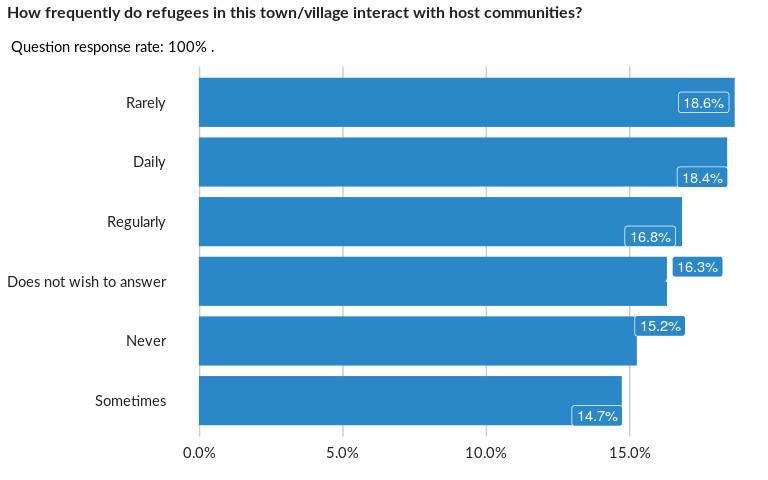 How frequently do refugees in this town/village interact with host communities?
Question response rate: 100% .
Rarely 18.6%
Daily 18.4%
Regularly 16.8%
Does not wish to answer 16.3%
Never 15.2%
Sometimes 14.7%
0.0% 5.0% 10.0% 15.0%